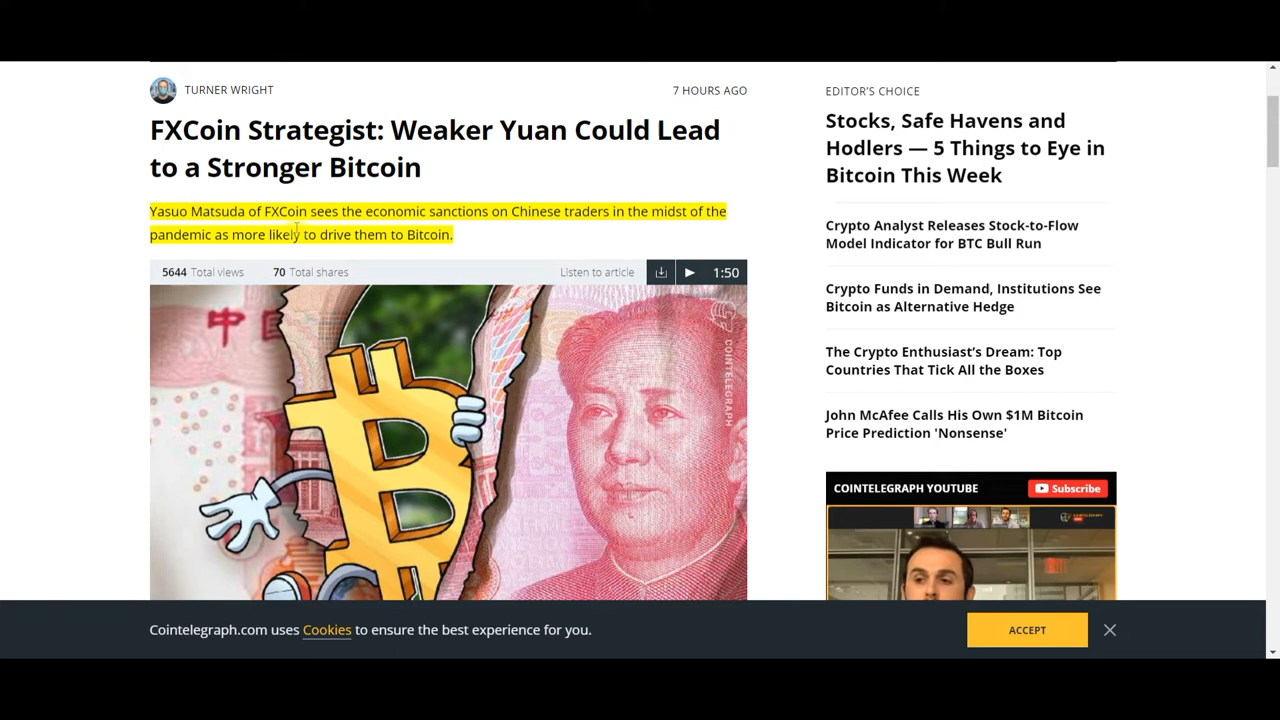 TURNER WRIGHT
7 HOURS AGO
FXCoin Strategist: Weaker Yuan Could Lead
to a Stronger Bitcoin
Yasuo Matsuda of FXCoin sees the economic sanctions on Chinese traders in the midst of the
pandemic as more likely to drive them to Bitcoin.
5644 Total views
70 Total shares
Listen to article
1:50
中
COINTELEGRAPH
EDITOR'S CHOICE
Stocks, Safe Havens and
Hodlers — 5 Things to Eye in
Bitcoin This Week
Crypto Analyst Releases Stock-to-Flow
Model Indicator for BTC Bull Run
Crypto Funds in Demand, Institutions See
Bitcoin as Alternative Hedge
The Crypto Enthusiast's Dream: Top
Countries That Tick All the Boxes
John McAfee Calls His Own $1M Bitcoin
Price Prediction 'Nonsense'
COINTELEGRAPH YOUTUBE
Subscribe
Cointelegraph.com uses Cookies to ensure the best experience for you.
ACCEPT